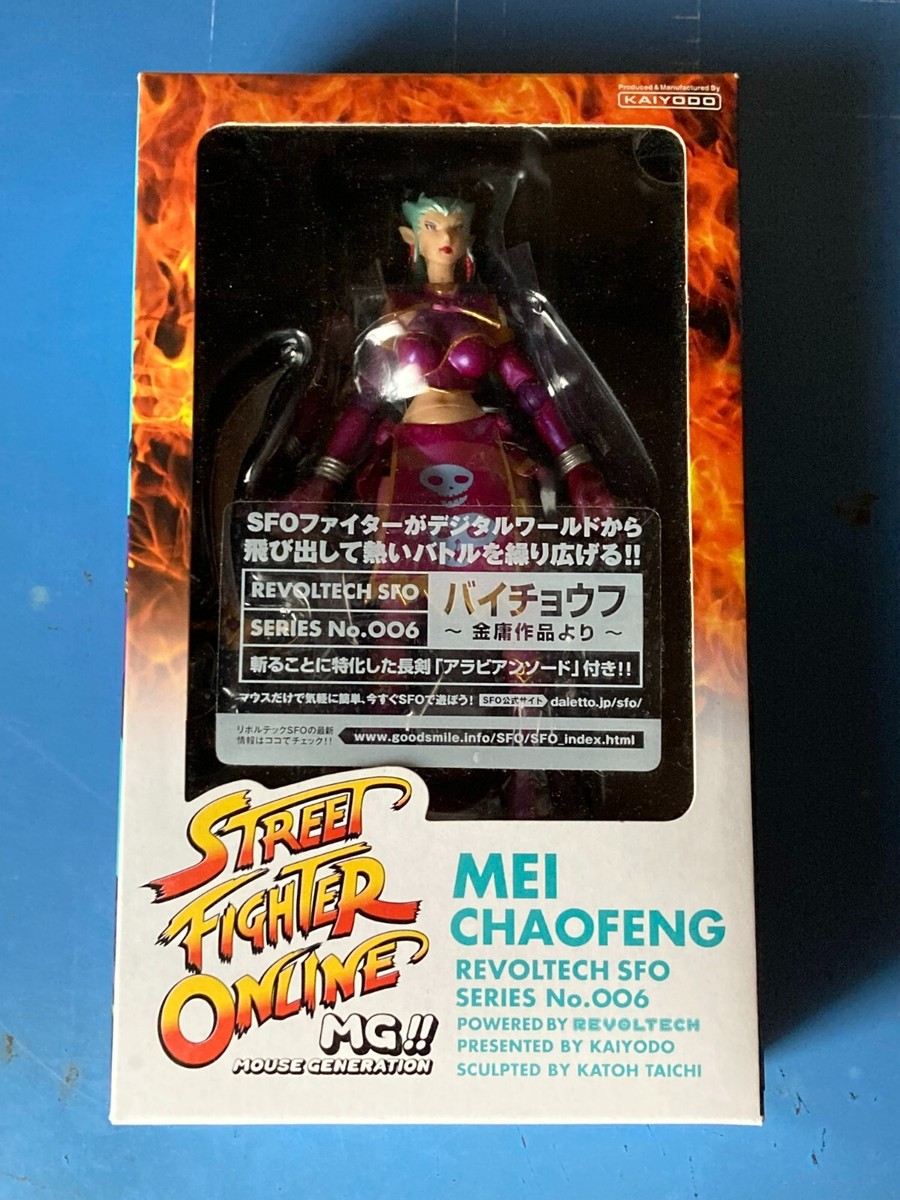 Produced & Manufactured By
KAIYODO
SFOファイターがデジタルワールドから
飛び出して熱いバトルを繰り広げる!!
REVOLTECH SFO
SERIES No.006
バイチョウフ
～ 金庸作品より ～
斬ることに特化した長剣「アラビアンソード」付き!!
マウスだけで気軽に簡単、今すぐSFOで遊ぼう! SFO公式サイト daletto.jp/sfo/
リボルテックSFOの最新
情報はココでチェック!!
www.goodsmile.info/SFO/SFO_index.html
STREET
FIGHTER
ONLINE
MG!!
MOUSE GENERATION
MEI
CHAOFENG
REVOLTECH SFO
SERIES No.006
POWERED BY REVOLTECH
PRESENTED BY KAIYODO
SCULPTED BY KATOH TAICHI